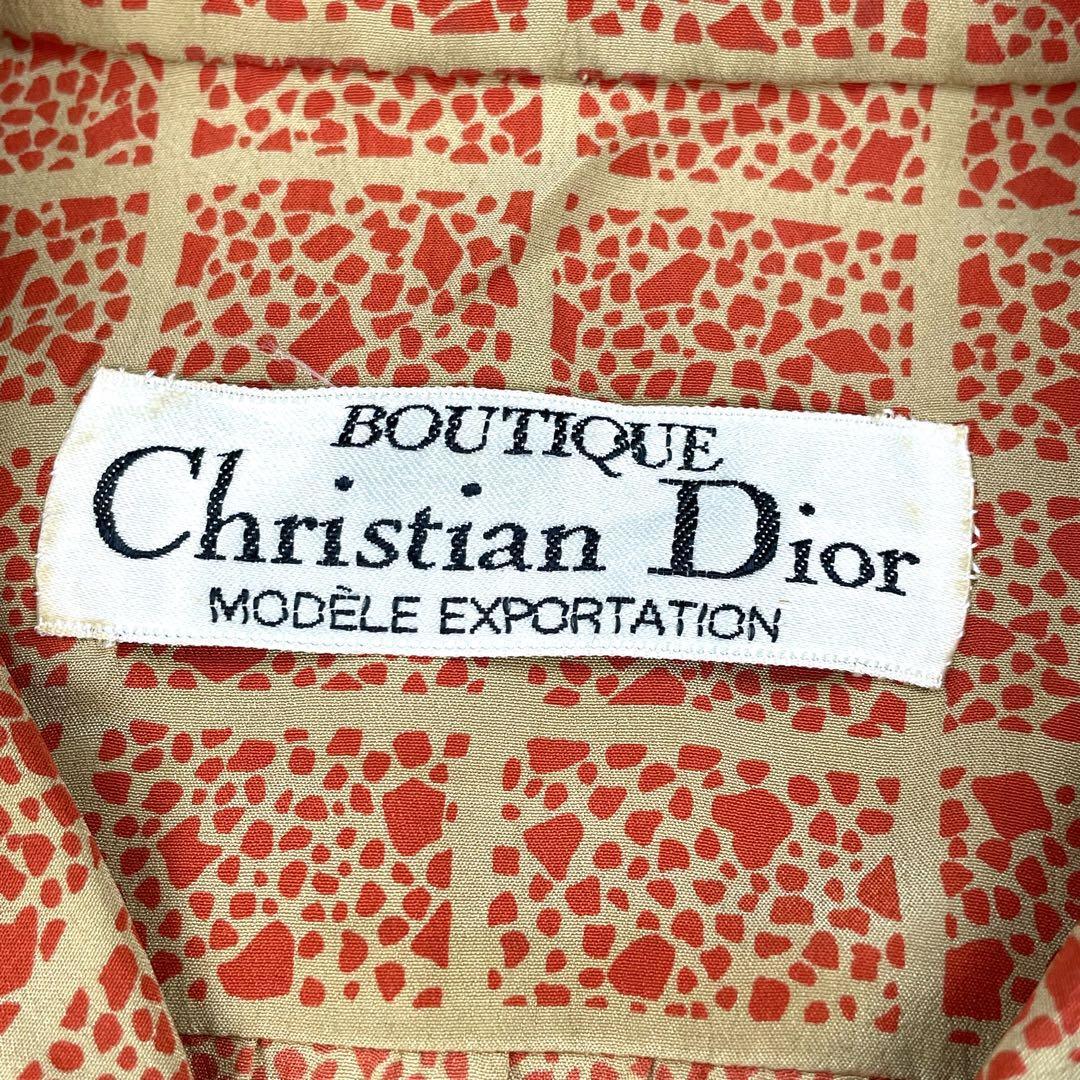 BOUTIQUE
Christian Dior
MODÈLE EXPORTATION